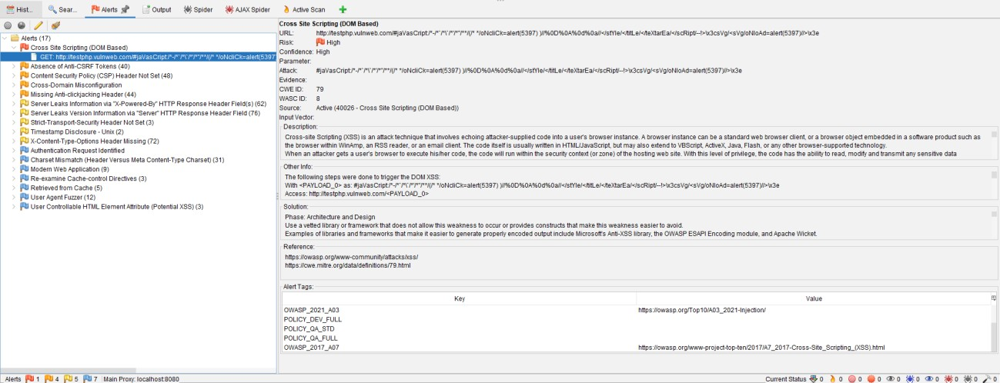 Hist...
Sear...
Alerts
Output
Spider
AJAX Spider
Active Scan
Alerts (17)
Cross Site Scripting (DOM Based)
GET: http://testphp.vulnweb.com/#jaVasCript:/*-/*`/*\`/*'/*"/**/(/* */oNcliCk=alert(5397
Absence of Anti-CSRF Tokens (40)
Content Security Policy (CSP) Header Not Set (48)
Cross-Domain Misconfiguration
Missing Anti-clickjacking Header (44)
Server Leaks Information via "X-Powered-By" HTTP Response Header Field(s) (62)
Server Leaks Version Information via "Server" HTTP Response Header Field (76)
Strict-Transport-Security Header Not Set (3)
Timestamp Disclosure - Unix (2)
X-Content-Type-Options Header Missing (72)
Authentication Request Identified
Charset Mismatch (Header Versus Meta Content-Type Charset) (31)
Modern Web Application (9)
Re-examine Cache-control Directives (3)
Retrieved from Cache (5)
User Agent Fuzzer (12)
User Controllable HTML Element Attribute (Potential XSS) (3)
Cross Site Scripting (DOM Based)
URL: http://testphp.vulnweb.com/#jaVasCript:/*-/*`/*\`/*'/*"/**/(/* */oNcliCk=alert(5397) )//%0D%0A%0d%0a//</stYle/</titLe/</teXtarEa/</scRipt/--!>\x3csVg/<sVg/oNloAd=alert(5397)//>\x3e
Risk: High
Confidence: High
Parameter:
Attack: #jaVasCript:/*-/*`/*\`/*'/*"/**/(/* */oNcliCk=alert(5397) )//%0D%0A%0d%0a//</stYle/</titLe/</teXtarEa/</scRipt/--!>\x3csVg/<sVg/oNloAd=alert(5397)//>\x3e
Evidence:
CWE ID: 79
WASC ID: 8
Source: Active (40026 - Cross Site Scripting (DOM Based))
Input Vector:
Description:
Cross-site Scripting (XSS) is an attack technique that involves echoing attacker-supplied code into a user's browser instance. A browser instance can be a standard web browser client, or a browser object embedded in a software product such as
the browser within WinAmp, an RSS reader, or an email client. The code itself is usually written in HTML/JavaScript, but may also extend to VBScript, ActiveX, Java, Flash, or any other browser-supported technology.
When an attacker gets a user's browser to execute his/her code, the code will run within the security context (or zone) of the hosting web site. With this level of privilege, the code has the ability to read, modify and transmit any sensitive data
Other Info:
The following steps were done to trigger the DOM XSS:
With <PAYLOAD_0> as: #jaVasCript:/*-/*`/*\`/*'/*"/**/(/* */oNcliCk=alert(5397) )//%0D%0A%0d%0a//</stYle/</titLe/</teXtarEa/</scRipt/--!>\x3csVg/<sVg/oNloAd=alert(5397)//>\x3e
Access: http://testphp.vulnweb.com/<PAYLOAD_0>
Solution:
Phase: Architecture and Design
Use a vetted library or framework that does not allow this weakness to occur or provides constructs that make this weakness easier to avoid.
Examples of libraries and frameworks that make it easier to generate properly encoded output include Microsoft's Anti-XSS library, the OWASP ESAPI Encoding module, and Apache Wicket.
Reference:
https://owasp.org/www-community/attacks/xss/
https://cwe.mitre.org/data/definitions/79.html
Alert Tags:
Key Value
OWASP_2021_A03 https://owasp.org/Top10/A03_2021-Injection/
POLICY_DEV_FULL
POLICY_QA_STD
POLICY_QA_FULL
OWASP_2017_A07 https://owasp.org/www-project-top-ten/2017/A7_2017-Cross-Site_Scripting_(XSS).html
Alerts 1 4 5 7 Main Proxy: localhost:8080 Current Status 0 0 0 0 0 0 0 0 0 0